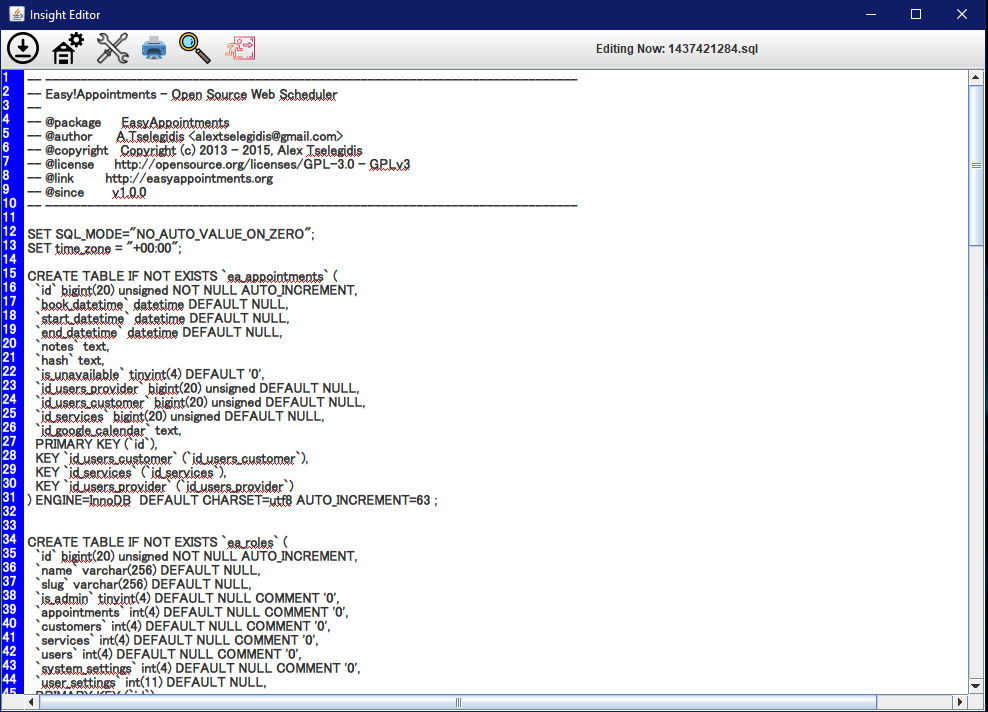 Insight Editor
Editing Now: 1437421284.sql
1 -- ----------------------------------------------------------------------------
2 -- Easy!Appointments - Open Source Web Scheduler
3 --
4 -- @package EasyAppointments
5 -- @author A.Tselegidis <alextselegidis@gmail.com>
6 -- @copyright Copyright (c) 2013 - 2015, Alex Tselegidis
7 -- @license http://opensource.org/licenses/GPL-3.0 - GPLv3
8 -- @link http://easyappointments.org
9 -- @since v1.0.0
10 -- ----------------------------------------------------------------------------
11
12 SET SQL_MODE="NO_AUTO_VALUE_ON_ZERO";
13 SET time_zone = "+00:00";
14
15 CREATE TABLE IF NOT EXISTS `ea_appointments` (
16 `id` bigint(20) unsigned NOT NULL AUTO_INCREMENT,
17 `book_datetime` datetime DEFAULT NULL,
18 `start_datetime` datetime DEFAULT NULL,
19 `end_datetime` datetime DEFAULT NULL,
20 `notes` text,
21 `hash` text,
22 `is_unavailable` tinyint(4) DEFAULT '0',
23 `id_users_provider` bigint(20) unsigned DEFAULT NULL,
24 `id_users_customer` bigint(20) unsigned DEFAULT NULL,
25 `id_services` bigint(20) unsigned DEFAULT NULL,
26 `id_google_calendar` text,
27 PRIMARY KEY (`id`),
28 KEY `id_users_customer` (`id_users_customer`),
29 KEY `id_services` (`id_services`),
30 KEY `id_users_provider` (`id_users_provider`)
31 ) ENGINE=InnoDB DEFAULT CHARSET=utf8 AUTO_INCREMENT=63 ;
32
33
34 CREATE TABLE IF NOT EXISTS `ea_roles` (
35 `id` bigint(20) unsigned NOT NULL AUTO_INCREMENT,
36 `name` varchar(256) DEFAULT NULL,
37 `slug` varchar(256) DEFAULT NULL,
38 `is_admin` tinyint(4) DEFAULT NULL COMMENT '0',
39 `appointments` int(4) DEFAULT NULL COMMENT '0',
40 `customers` int(4) DEFAULT NULL COMMENT '0',
41 `services` int(4) DEFAULT NULL COMMENT '0',
42 `users` int(4) DEFAULT NULL COMMENT '0',
43 `system_settings` int(4) DEFAULT NULL COMMENT '0',
44 `user_settings` int(11) DEFAULT NULL,
45 PRIMARY KEY (`id`)